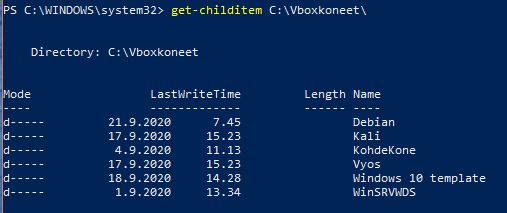 PS C:\WINDOWS\system32> get-childitem C:\Vboxkoneet\
Directory: C:\Vboxkoneet
Mode LastWriteTime Length Name
---- ------------- ------ ----
d----- 21.9.2020 7.45 Debian
d----- 17.9.2020 15.23 Kali
d----- 4.9.2020 11.13 KohdeKone
d----- 17.9.2020 15.23 Vyos
d----- 18.9.2020 14.28 Windows 10 template
d----- 1.9.2020 13.34 WinSRVWDS